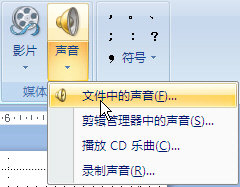 影片 声音
, 。 、
; : ·
符号
媒体
文件中的声音(F)...
剪辑管理器中的声音(S)...
播放 CD 乐曲(C)...
录制声音(R)...
6